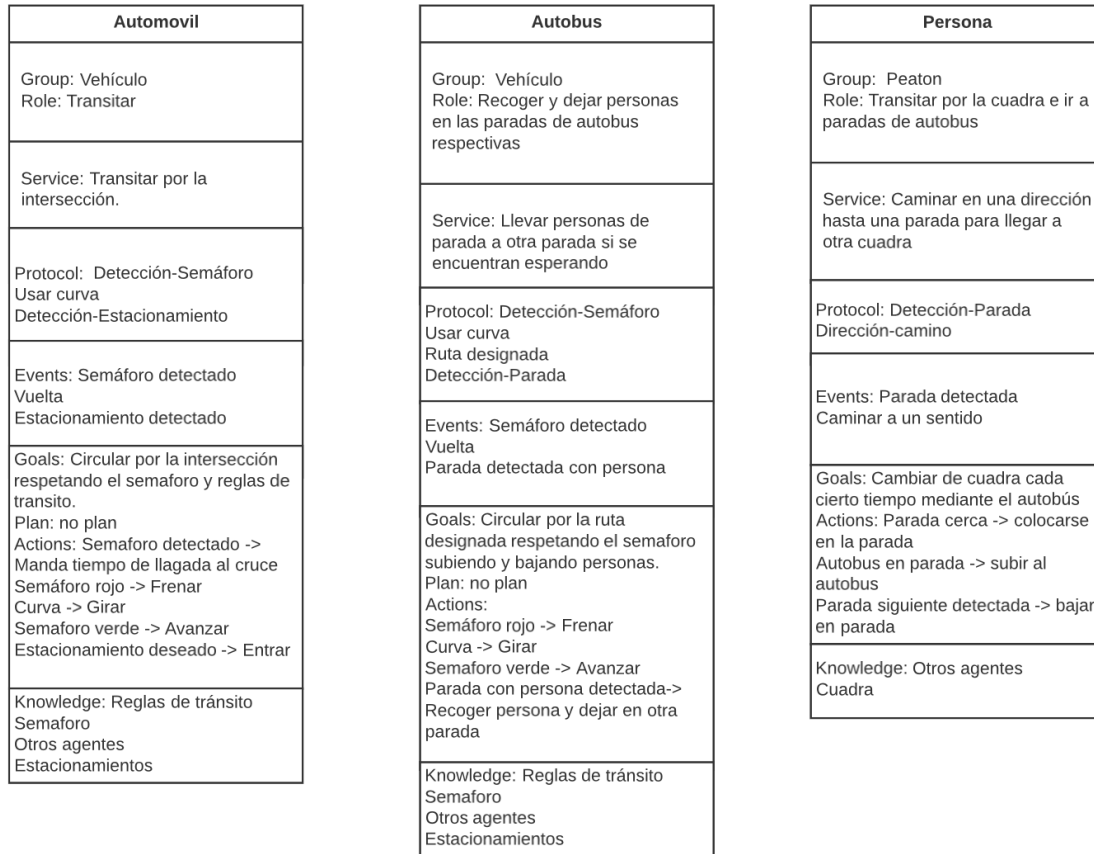 Automovil
Group: Vehículo
Role: Transitar
Service: Transitar por la
intersección.
Protocol: Detección-Semáforo
Usar curva
Detección-Estacionamiento
Events: Semáforo detectado
Vuelta
Estacionamiento detectado
Goals: Circular por la intersección
respetando el semaforo y reglas de
transito.
Plan: no plan
Actions: Semaforo detectado ->
Manda tiempo de llagada al cruce
Semáforo rojo -> Frenar
Curva -> Girar
Semaforo verde -> Avanzar
Estacionamiento deseado -> Entrar
Knowledge: Reglas de tránsito
Semaforo
Otros agentes
Estacionamientos
Autobus
Group: Vehículo
Role: Recoger y dejar personas
en las paradas de autobus
respectivas
Service: Llevar personas de
parada a otra parada si se
encuentran esperando
Protocol: Detección-Semáforo
Usar curva
Ruta designada
Detección-Parada
Events: Semáforo detectado
Vuelta
Parada detectada con persona
Goals: Circular por la ruta
designada respetando el semaforo
subiendo y bajando personas.
Plan: no plan
Actions:
Semáforo rojo -> Frenar
Curva -> Girar
Semaforo verde -> Avanzar
Parada con persona detectada->
Recoger persona y dejar en otra
parada
Knowledge: Reglas de tránsito
Semaforo
Otros agentes
Estacionamientos
Persona
Group: Peaton
Role: Transitar por la cuadra e ir a
paradas de autobus
Service: Caminar en una dirección
hasta una parada para llegar a
otra cuadra
Protocol: Detección-Parada
Dirección-camino
Events: Parada detectada
Caminar a un sentido
Goals: Cambiar de cuadra cada
cierto tiempo mediante el autobús
Actions: Parada cerca -> colocarse
en la parada
Autobus en parada -> subir al
autobus
Parada siguiente detectada -> bajar
en parada
Knowledge: Otros agentes
Cuadra